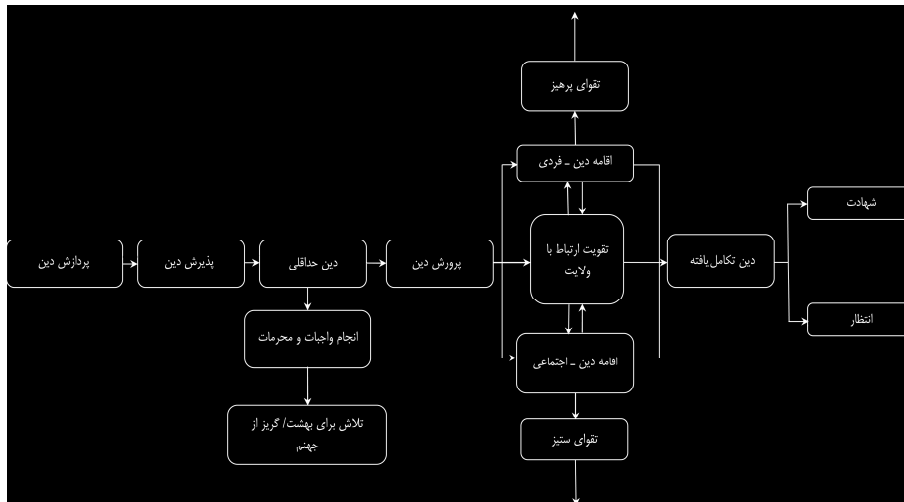 تقوای پرهیز
اقامه دین ـ فردی
شهادت
تقویت ارتباط با
ولایت
پردازش دین
پذیرش دین
دین حداقلی
پرورش دین
دین تکامل‌یافته
انتظار
انجام واجبات و محرمات
اقامه دین ـ اجتماعی
تلاش برای بهشت/ گریز از
جهنم
تقوای ستیز